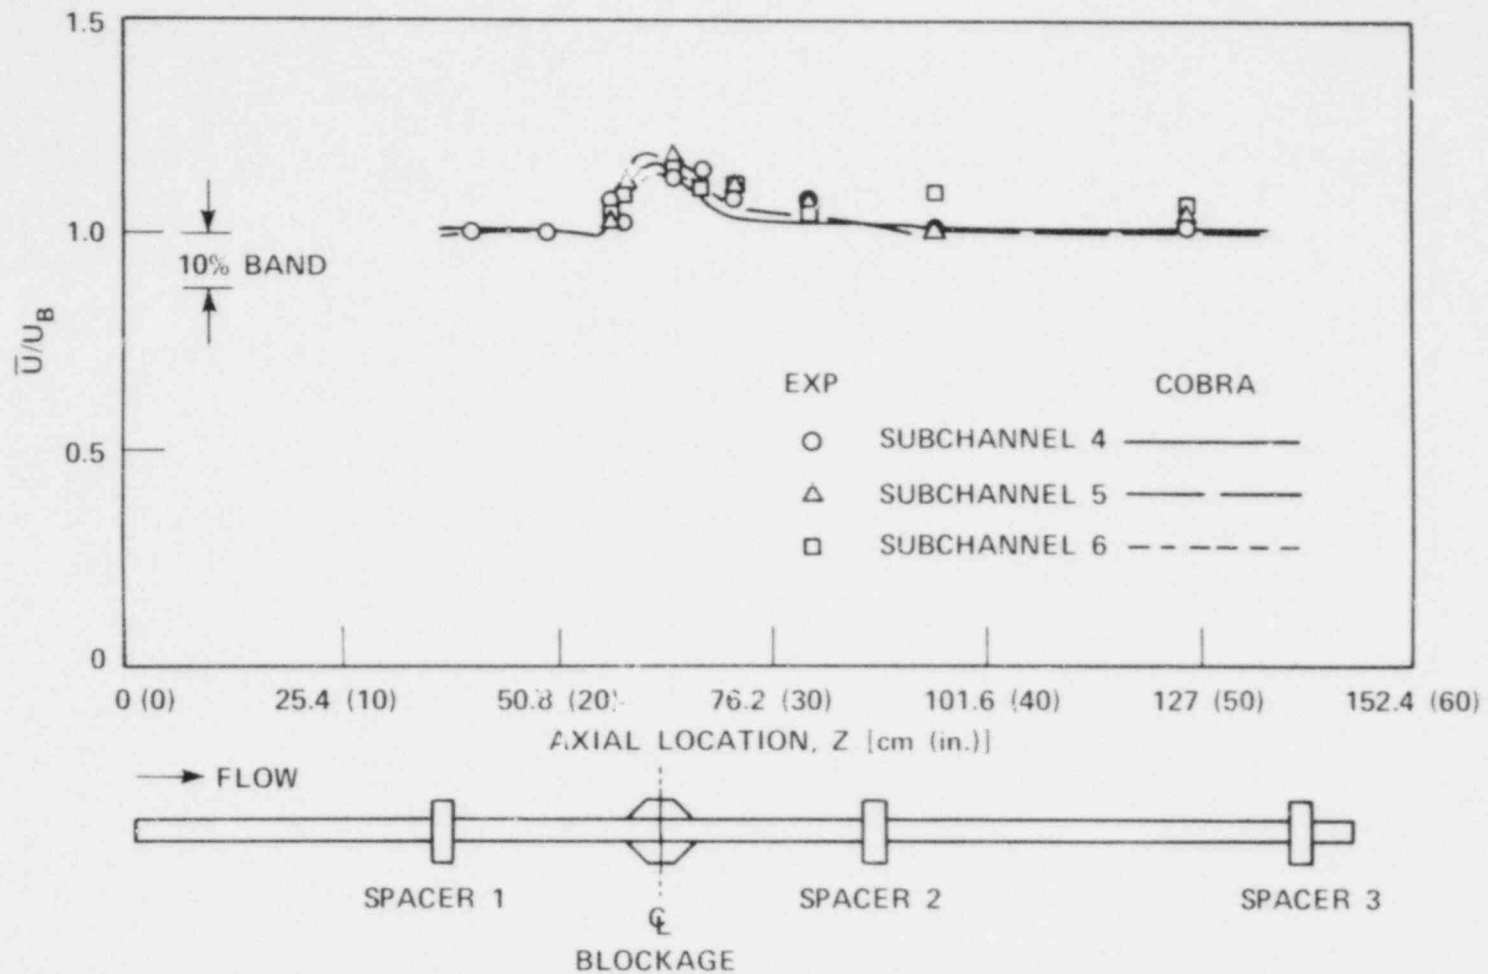 1.5
1.0
10% BAND
U̅/U_B
0.5
0
EXP COBRA
SUBCHANNEL 4
SUBCHANNEL 5
SUBCHANNEL 6
0 (0) 25.4 (10) 50.8 (20) 76.2 (30) 101.6 (40) 127 (50) 152.4 (60)
AXIAL LOCATION, Z [cm (in.)]
FLOW
SPACER 1 SPACER 2 SPACER 3
℄
BLOCKAGE